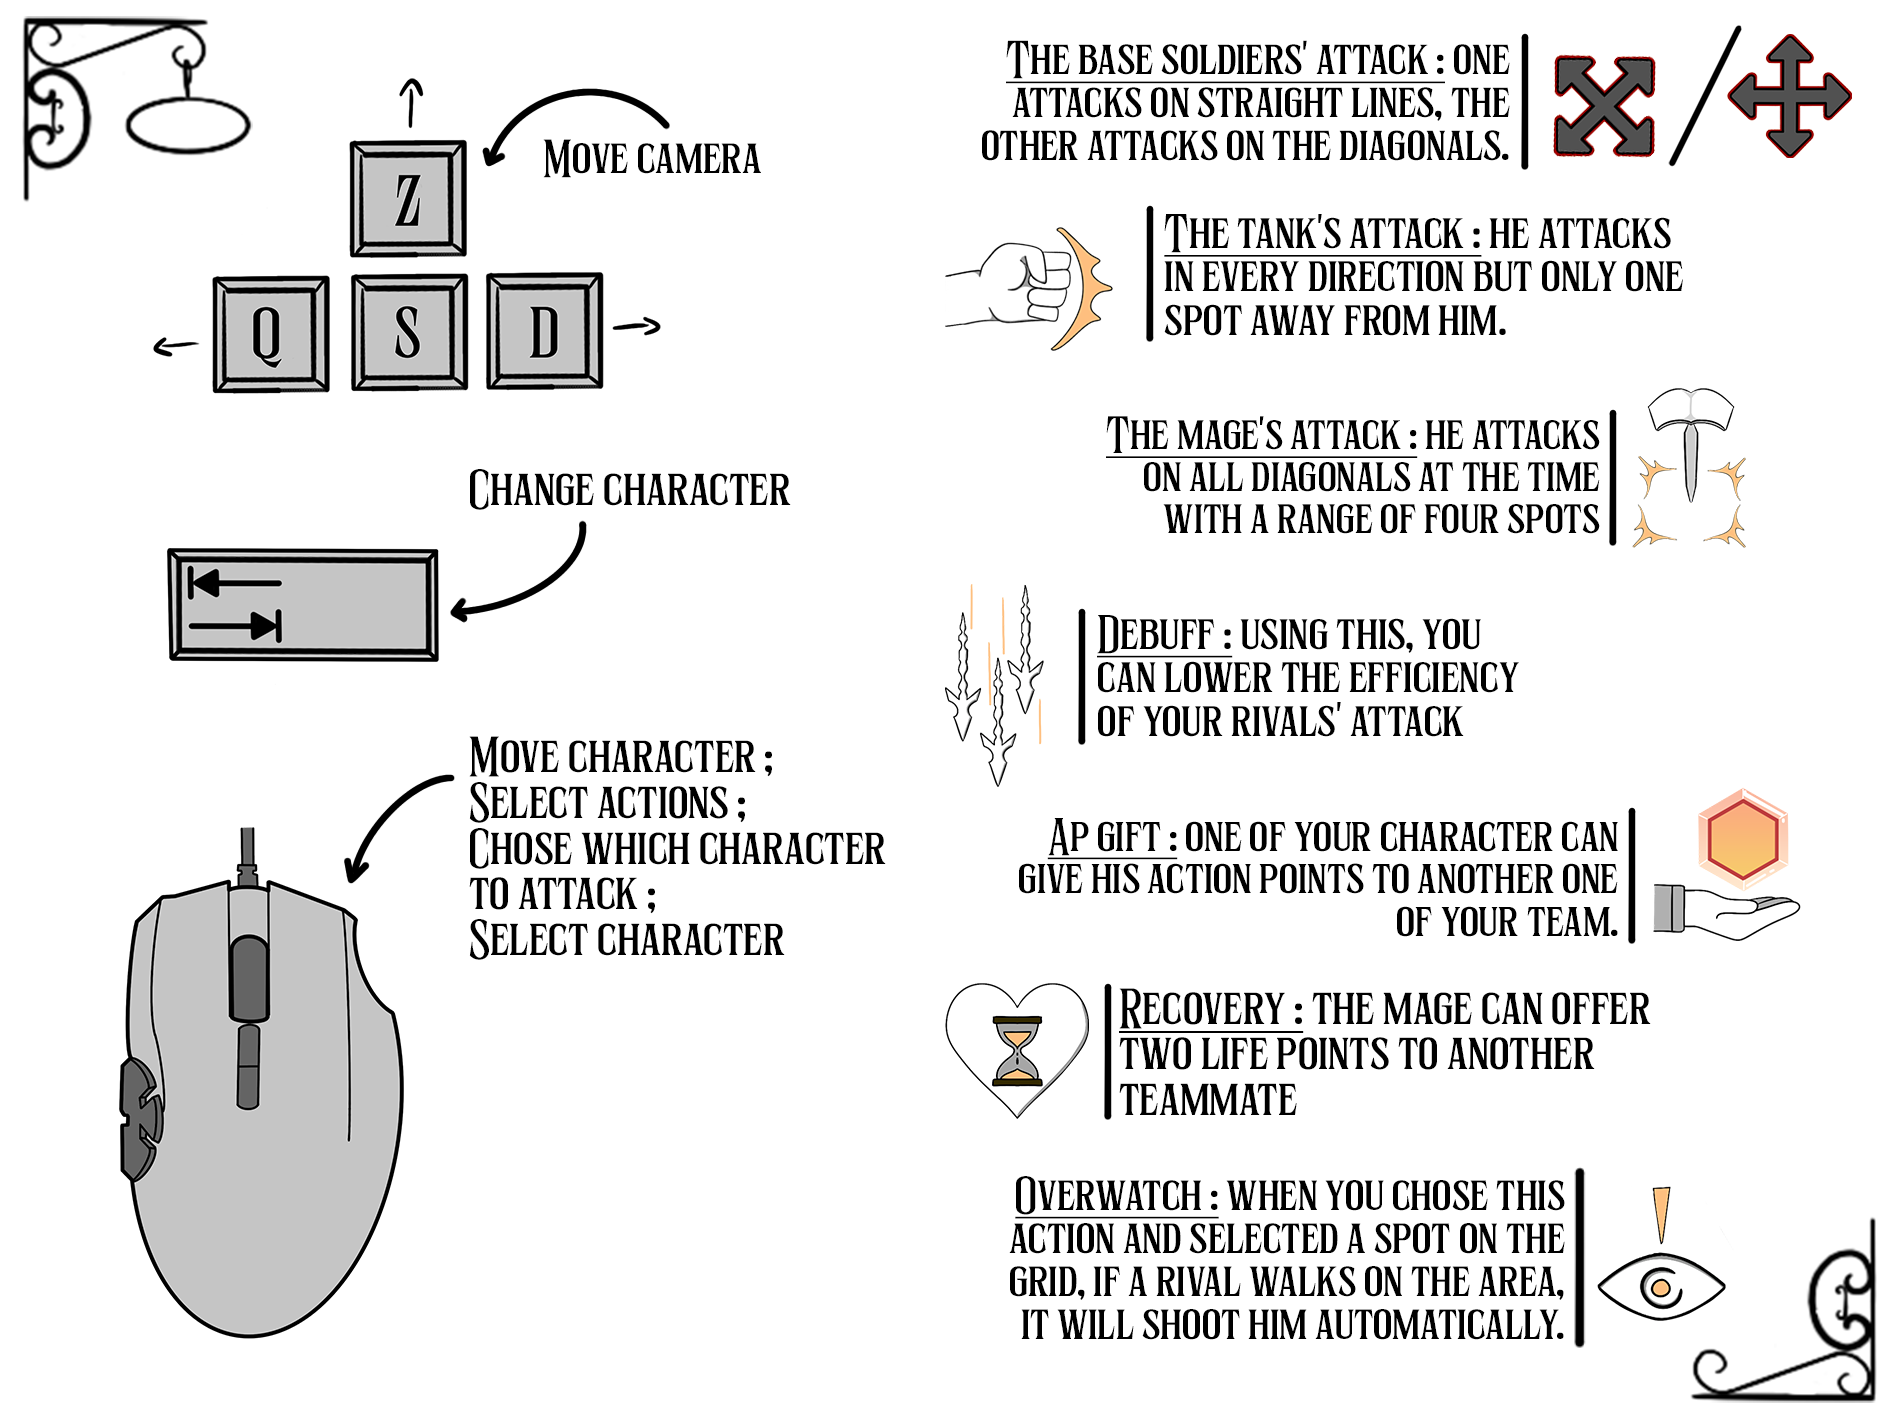 Move camera
Z
Q S D
Change character
Move character ;
Select actions ;
Chose which character
to attack ;
Select character
The base soldiers' attack : one
attacks on straight lines, the
other attacks on the diagonals.
The tank's attack : he attacks
in every direction but only one
spot away from him.
The mage's attack : he attacks
on all diagonals at the time
with a range of four spots
Debuff : using this, you
can lower the efficiency
of your rivals' attack
Ap gift : one of your character can
give his action points to another one
of your team.
Recovery : the mage can offer
two life points to another
teammate
Overwatch : when you chose this
action and selected a spot on the
grid, if a rival walks on the area,
it will shoot him automatically.